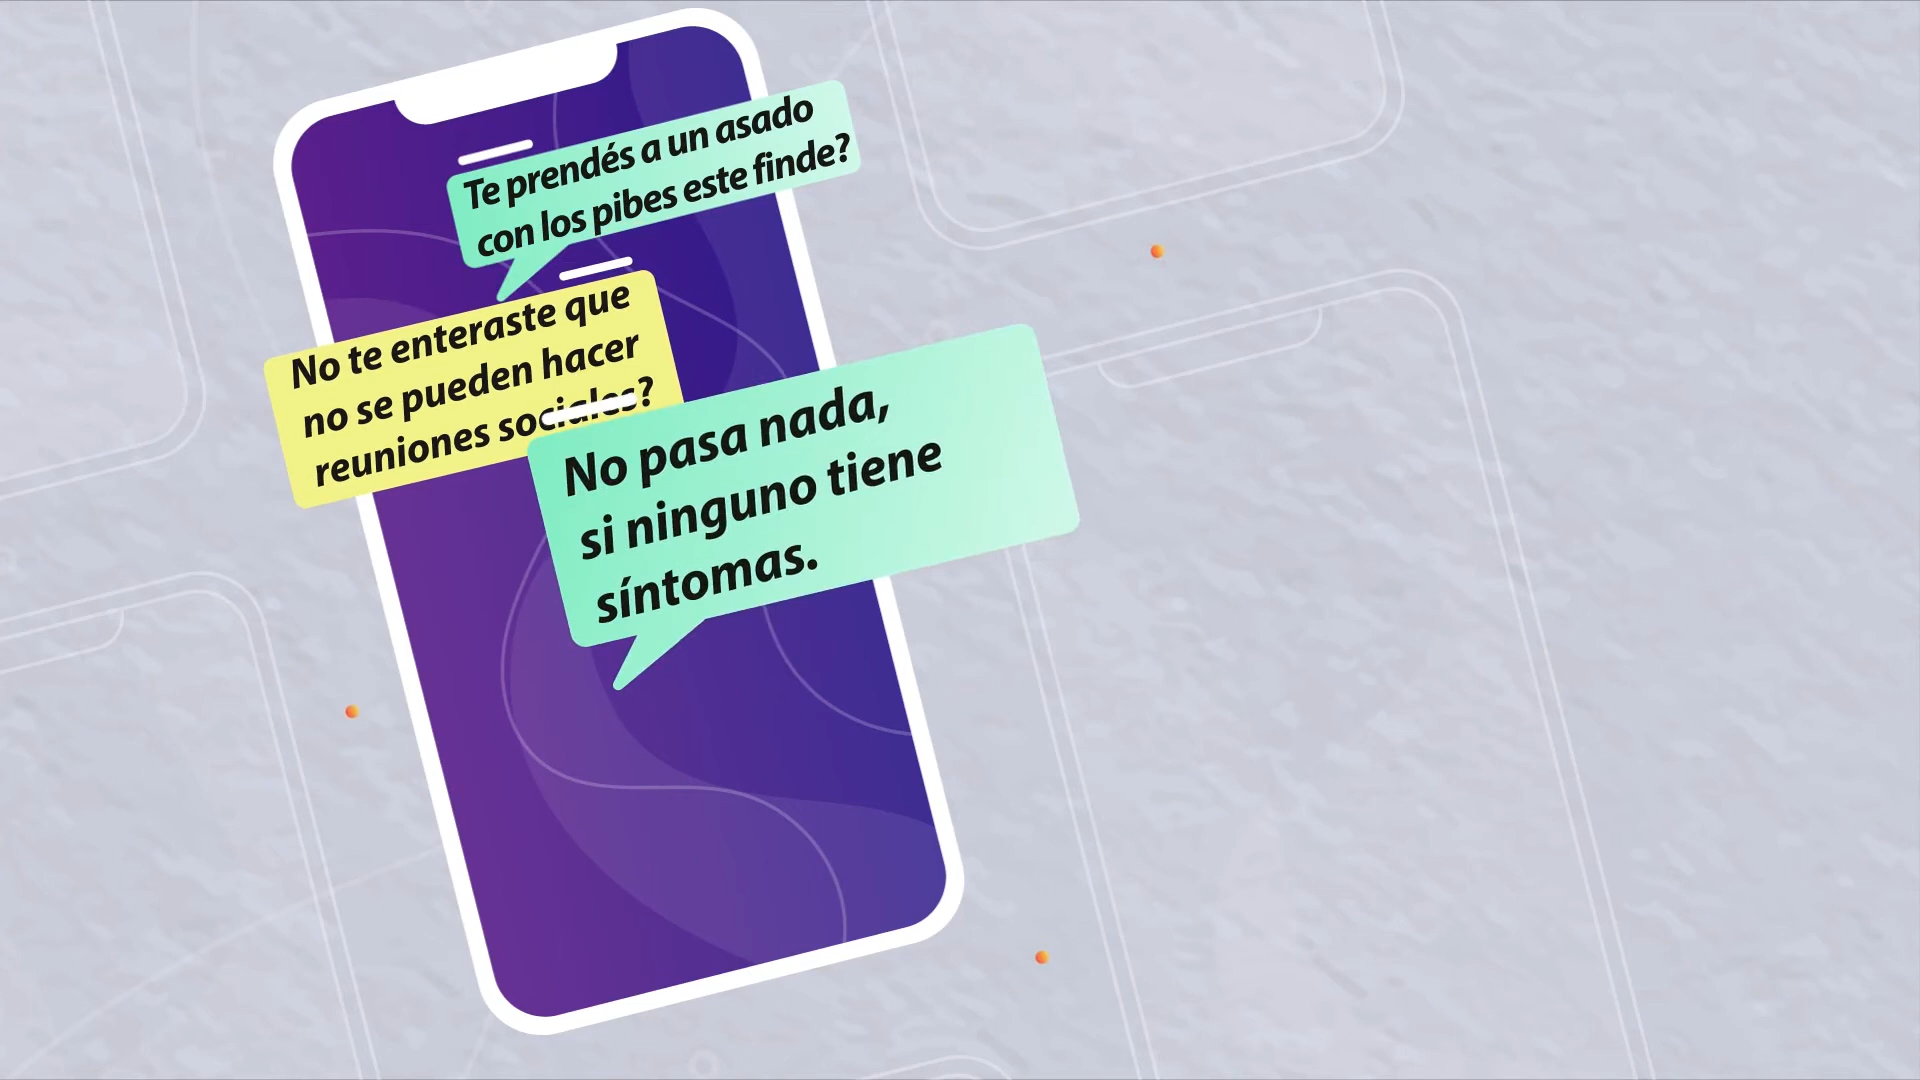 Te prendés a un asado
con los pibes este finde?
No te enteraste que
no se pueden hacer
reuniones sociales?
No pasa nada,
si ninguno tiene
síntomas.